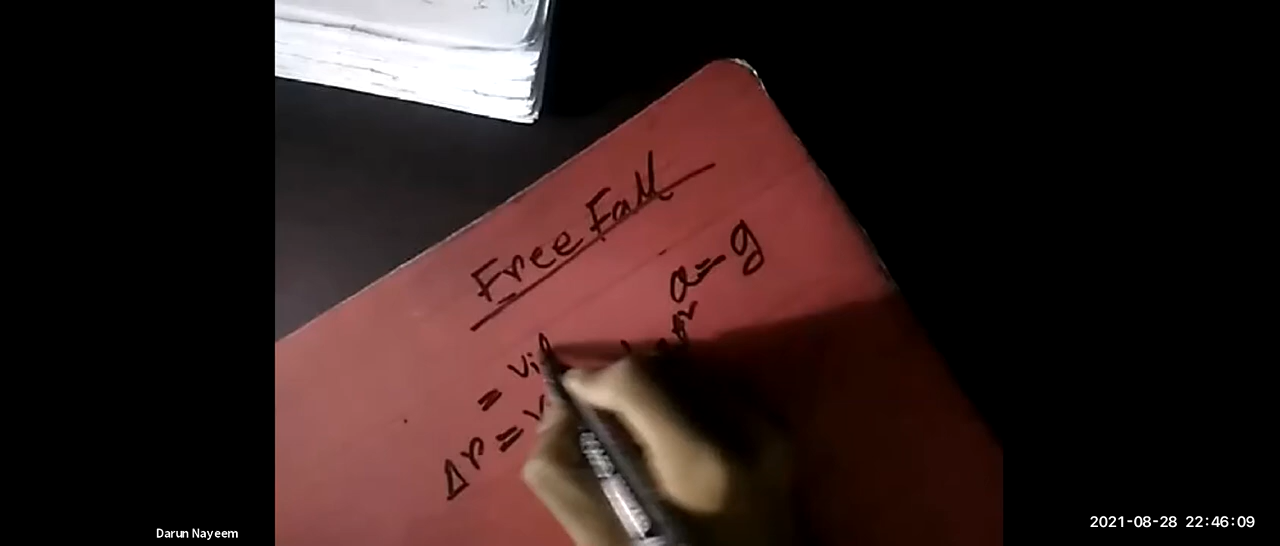 Free Fall
a = g
= vi
Δr = v
Darun Nayeem
2021-08-28 22:46:09